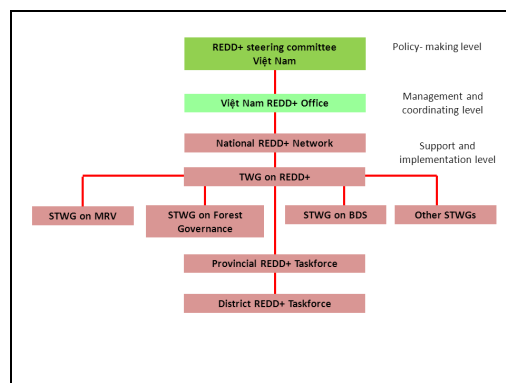 REDD+ steering committee
Việt Nam
Policy- making level
Việt Nam REDD+ Office
Management and
coordinating level
National REDD+ Network
Support and
implementation level
TWG on REDD+
STWG on MRV
STWG on Forest
Governance
STWG on BDS
Other STWGs
Provincial REDD+ Taskforce
District REDD+ Taskforce